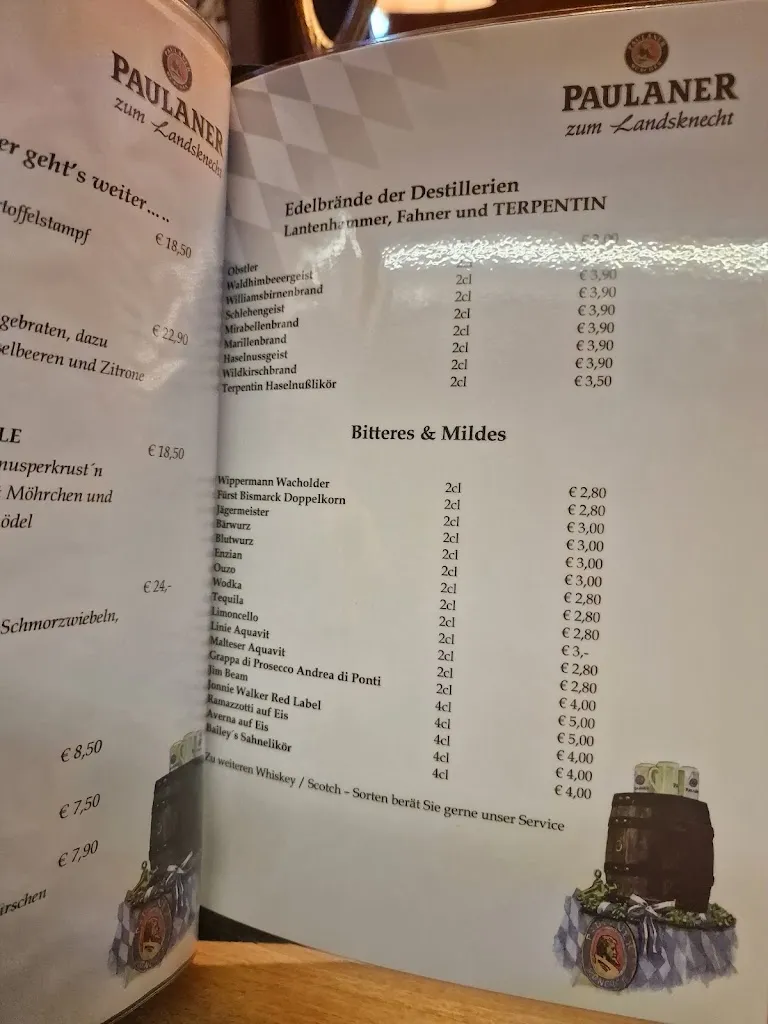 PAULANER
zum Landsknecht
er geht's weiter.....
rtoffelstampf € 18,50
gebraten, dazu € 22,90
selbeeren und Zitrone
LE € 18,50
nusperkrust´n
t Möhrchen und
ödel
€ 24,-
Schmorzwiebeln,
€ 8,50
€ 7,50
€ 7,90
irschen
PAULANER
zum Landsknecht
Edelbrände der Destillerien
Lantenhammer, Fahner und TERPENTIN
Obstler
Waldhimbeeergeist
Williamsbirnenbrand 2cl € 3,90
Schlehengeist 2cl € 3,90
Mirabellenbrand 2cl € 3,90
Marillenbrand 2cl € 3,90
Haselnussgeist 2cl € 3,90
Wildkirschbrand 2cl € 3,90
Terpentin Haselnußlikör 2cl € 3,50
Bitteres & Mildes
Wippermann Wacholder 2cl € 2,80
Fürst Bismarck Doppelkorn 2cl € 2,80
Jägermeister 2cl € 3,00
Bärwurz 2cl € 3,00
Blutwurz 2cl € 3,00
Enzian 2cl € 3,00
Ouzo 2cl € 2,80
Wodka 2cl € 2,80
Tequila 2cl € 2,80
Limoncello 2cl € 3,-
Linie Aquavit 2cl € 2,80
Malteser Aquavit 2cl € 2,80
Grappa di Prosecco Andrea di Ponti 2cl € 4,00
Jim Beam 4cl € 5,00
Jonnie Walker Red Label 4cl € 5,00
Ramazzotti auf Eis 4cl € 4,00
Averna auf Eis 4cl € 4,00
Bailey´s Sahnelikör 4cl € 4,00
Zu weiteren Whiskey / Scotch – Sorten berät Sie gerne unser Service